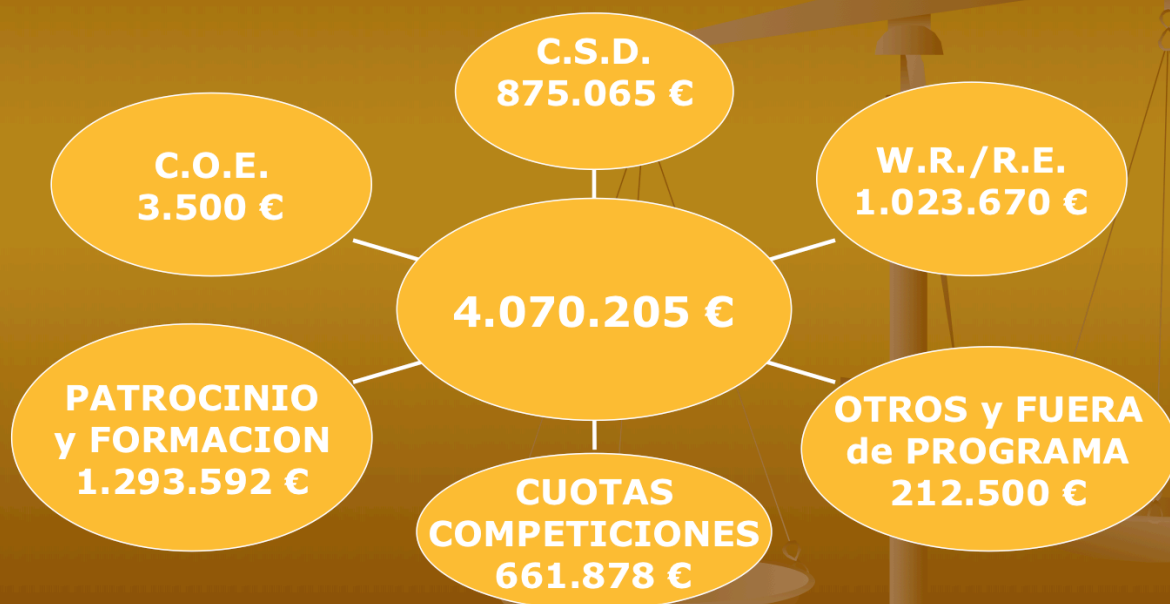 C.S.D.
875.065 €
C.O.E.
3.500 €
W.R./R.E.
1.023.670 €
4.070.205 €
PATROCINIO
y FORMACION
1.293.592 €
OTROS y FUERA
de PROGRAMA
212.500 €
CUOTAS
COMPETICIONES
661.878 €